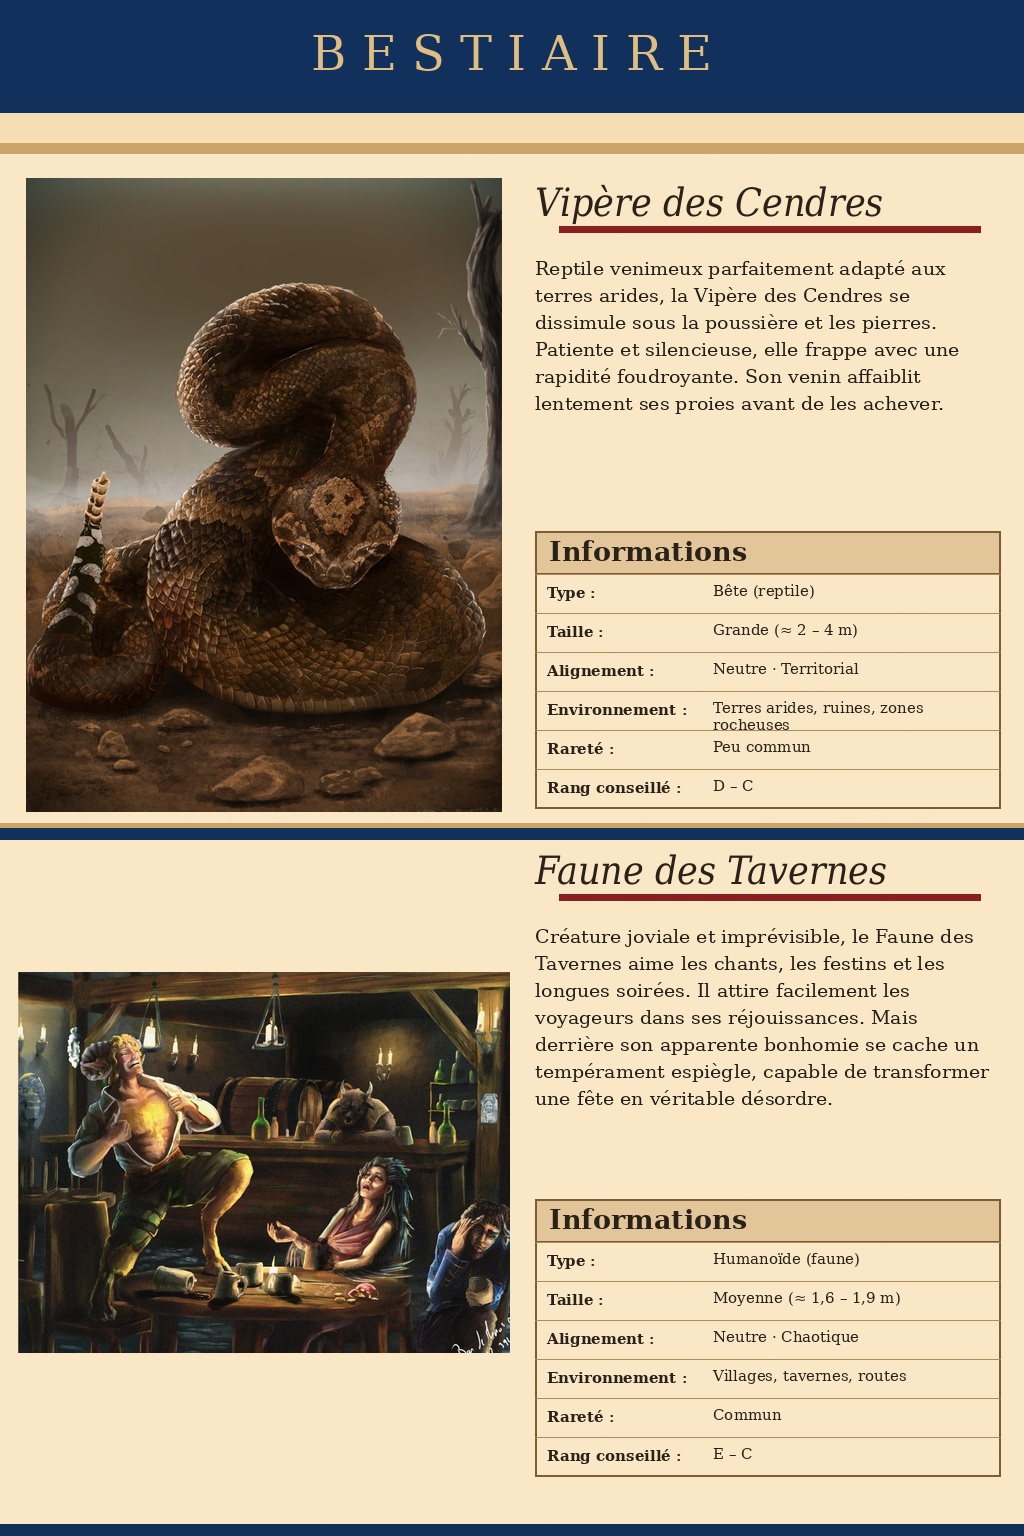 BESTIAIRE
Vipère des Cendres
Reptile venimeux parfaitement adapté aux
terres arides, la Vipère des Cendres se
dissimule sous la poussière et les pierres.
Patiente et silencieuse, elle frappe avec une
rapidité foudroyante. Son venin affaiblit
lentement ses proies avant de les achever.
Informations
Type : Bête (reptile)
Taille : Grande (≈ 2 – 4 m)
Alignement : Neutre · Territorial
Environnement : Terres arides, ruines, zones
rocheuses
Rareté : Peu commun
Rang conseillé : D – C
Faune des Tavernes
Créature joviale et imprévisible, le Faune des
Tavernes aime les chants, les festins et les
longues soirées. Il attire facilement les
voyageurs dans ses réjouissances. Mais
derrière son apparente bonhomie se cache un
tempérament espiègle, capable de transformer
une fête en véritable désordre.
Informations
Type : Humanoïde (faune)
Taille : Moyenne (≈ 1,6 – 1,9 m)
Alignement : Neutre · Chaotique
Environnement : Villages, tavernes, routes
Rareté : Commun
Rang conseillé : E – C